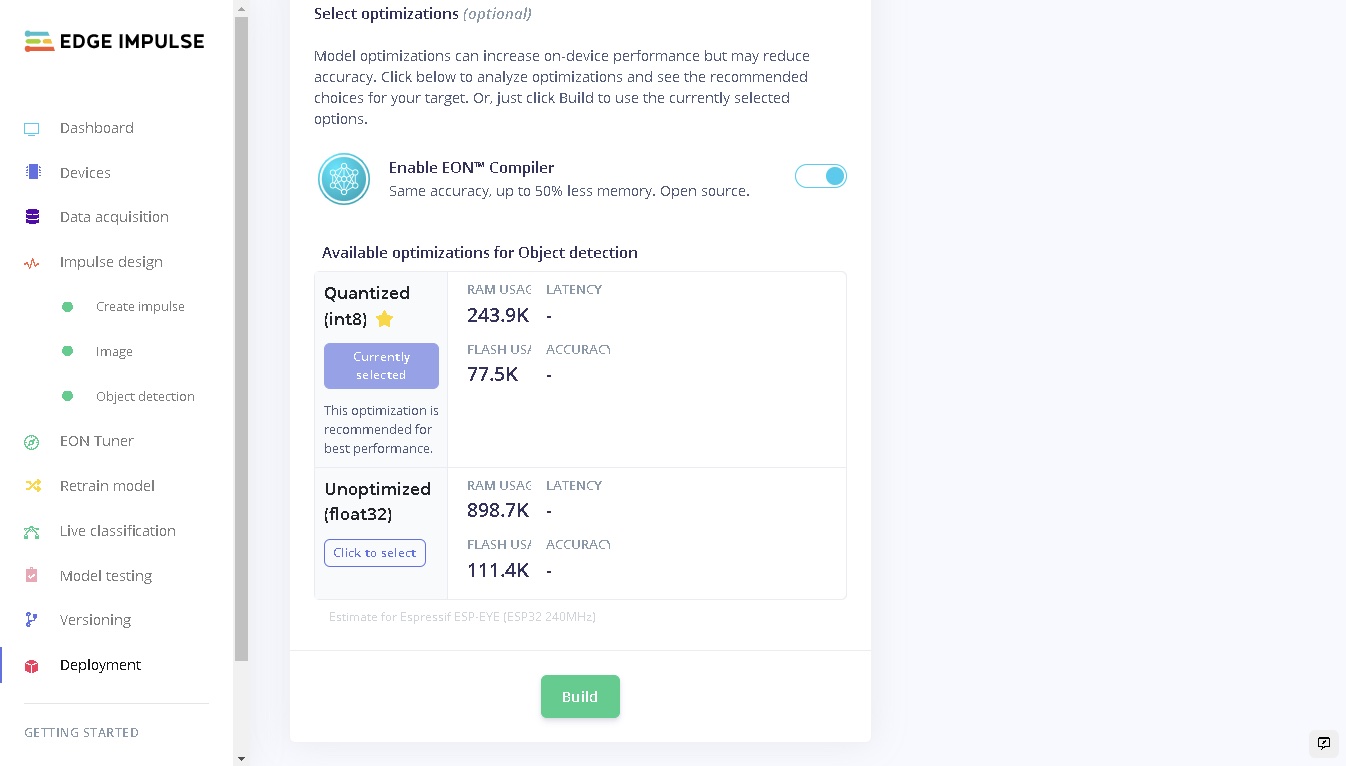 EDGE IMPULSE
Dashboard
Devices
Data acquisition
Impulse design
Create impulse
Image
Object detection
EON Tuner
Retrain model
Live classification
Model testing
Versioning
Deployment
GETTING STARTED
Select optimizations (optional)
Model optimizations can increase on-device performance but may reduce
accuracy. Click below to analyze optimizations and see the recommended
choices for your target. Or, just click Build to use the currently selected
options.
Enable EON™ Compiler
Same accuracy, up to 50% less memory. Open source.
Available optimizations for Object detection
Quantized
(int8)
Currently
selected
This optimization is
recommended for
best performance.
RAM USAG LATENCY
243.9K -
FLASH USA ACCURACY
77.5K -
Unoptimized
(float32)
Click to select
RAM USAG LATENCY
898.7K -
FLASH USA ACCURACY
111.4K -
Estimate for Espressif ESP-EYE (ESP32 240MHz)
Build